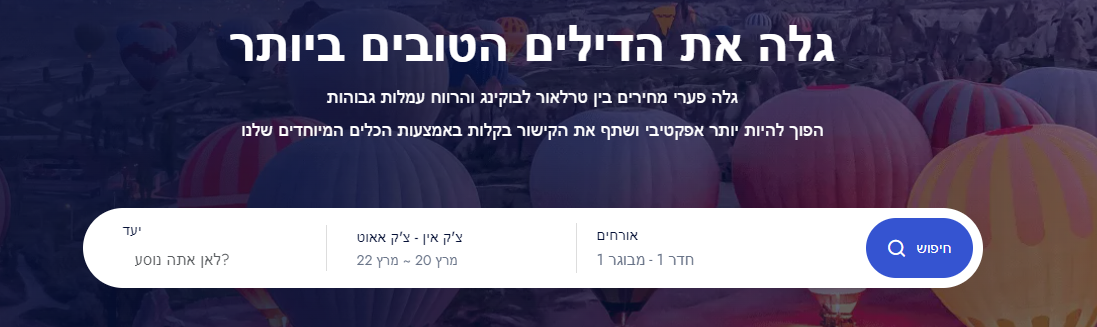 גלה את הדילים הטובים ביותר
גלה פערי מחירים בין טרלאור לבוקינג והרווח עמלות גבוהות
הפוך להיות יותר אפקטיבי ושתף את הקישור בקלות באמצעות הכלים המיוחדים שלנו
יעד
לאן אתה נוסע?
צ'ק אין - צ'ק אאוט
מרץ 20 ~ מרץ 22
אורחים
חדר 1 - מבוגר 1
חיפוש